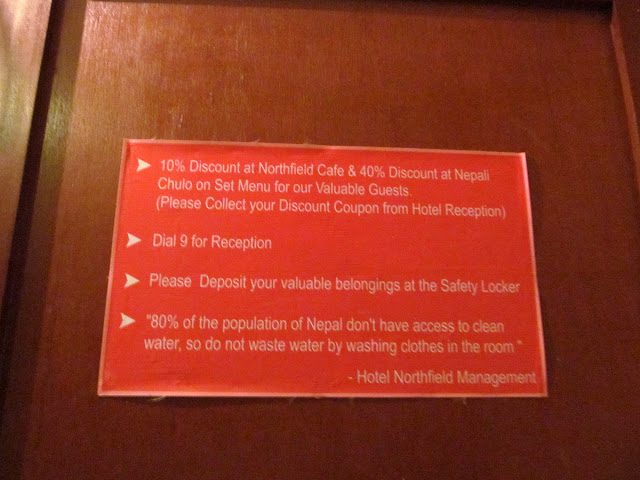 ➤ 10% Discount at Northfield Cafe & 40% Discount at Nepali
Chulo on Set Menu for our Valuable Guests.
(Please Collect your Discount Coupon from Hotel Reception)
➤ Dial 9 for Reception
➤ Please Deposit your valuable belongings at the Safety Locker
➤ "80% of the population of Nepal don't have access to clean
water, so do not waste water by washing clothes in the room "
- Hotel Northfield Management